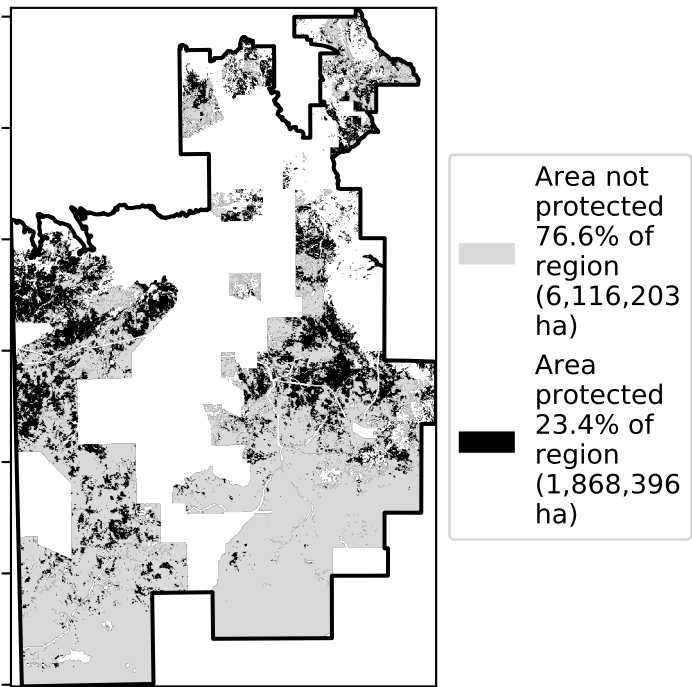 Area not
protected
76.6% of
region
(6,116,203
ha)
Area
protected
23.4% of
region
(1,868,396
ha)